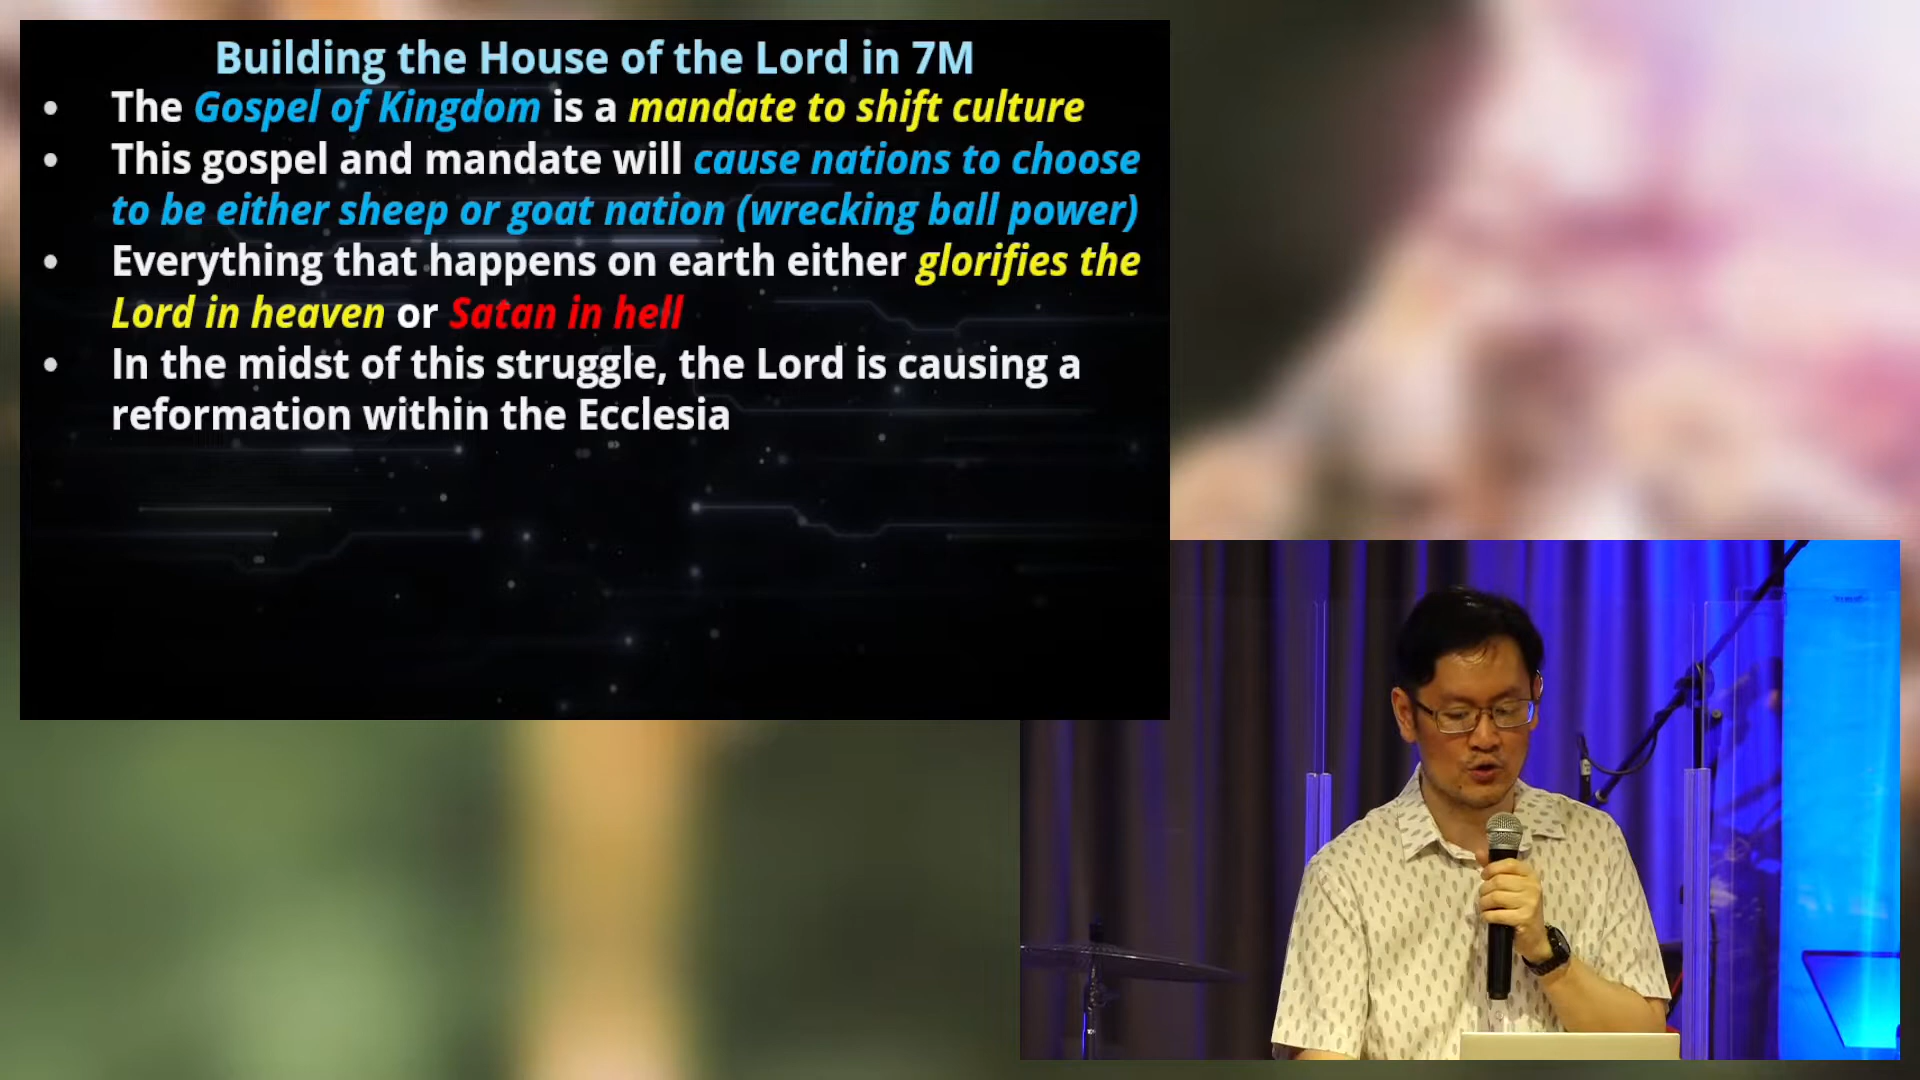 Building the House of the Lord in 7M
• The Gospel of Kingdom is a mandate to shift culture
• This gospel and mandate will cause nations to choose
to be either sheep or goat nation (wrecking ball power)
• Everything that happens on earth either glorifies the
Lord in heaven or Satan in hell
• In the midst of this struggle, the Lord is causing a
reformation within the Ecclesia